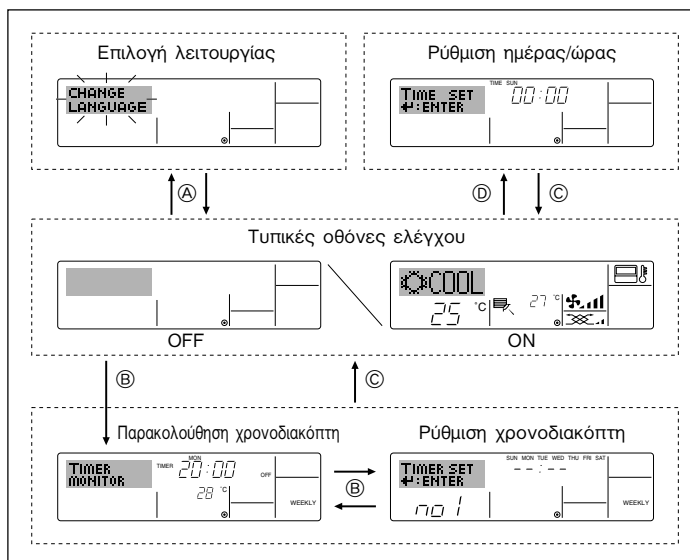 Επιλογή λειτουργίας
CHANGE
LANGUAGE
Ρύθμιση ημέρας/ώρας
TIME SUN
TIME SET 00:00
↵:ENTER
Ⓐ
Ⓓ Ⓒ
Τυπικές οθόνες ελέγχου
COOL
25 °C 27 °C
OFF ON
Ⓑ Ⓒ
Παρακολούθηση χρονοδιακόπτη
MON
TIMER TIMER 20:00 OFF
MONITOR
28 °C
WEEKLY
Ⓑ
Ρύθμιση χρονοδιακόπτη
SUN MON TUE WED THU FRI SAT
TIMER SET --:--
↵:ENTER
no 1 WEEKLY